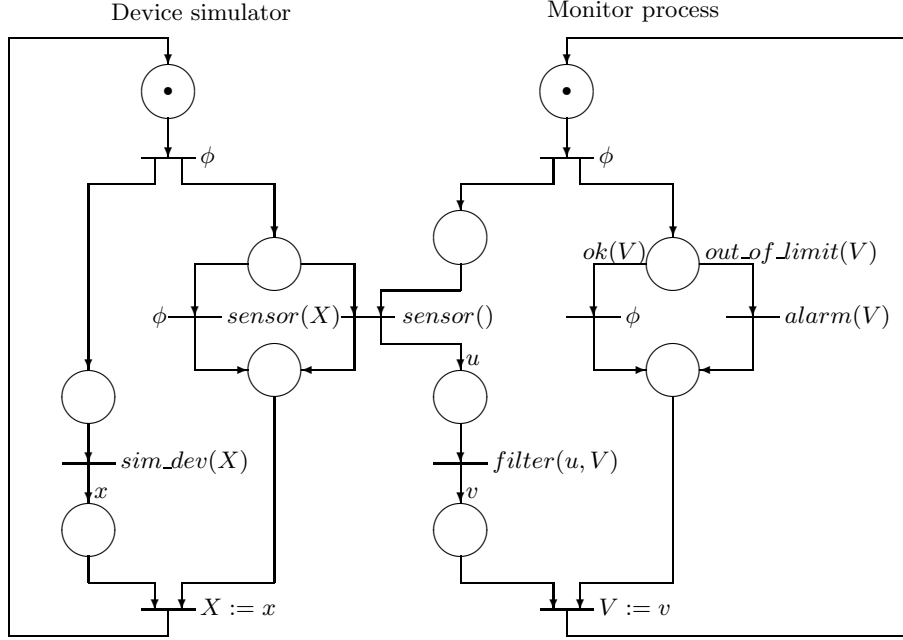 Device simulator
Monitor process
ϕ
ϕ
ok(V)
out_of_limit(V)
ϕ
sensor(X)
sensor()
ϕ
alarm(V)
u
sim_dev(X)
filter(u, V)
x
v
X := x
V := v